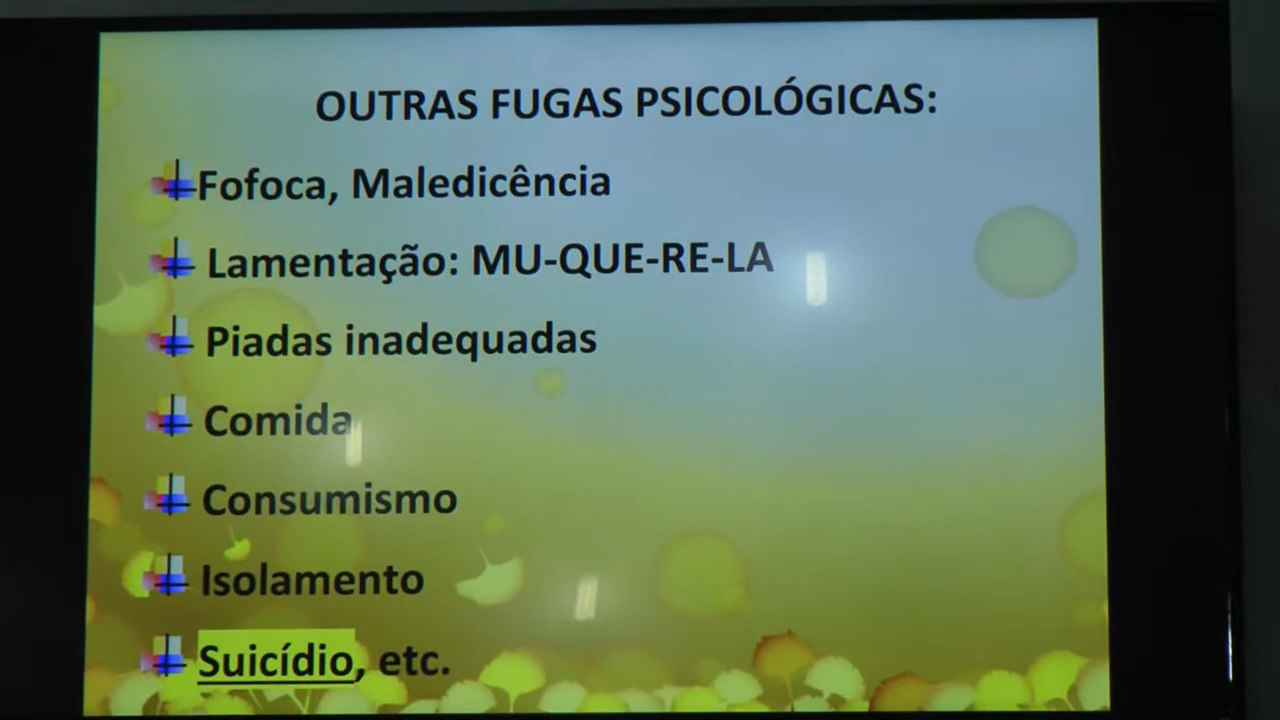 OUTRAS FUGAS PSICOLÓGICAS:
Fofoca, Maledicência
Lamentação: MU-QUE-RE-LA
Piadas inadequadas
Comida
Consumismo
Isolamento
Suicídio, etc.